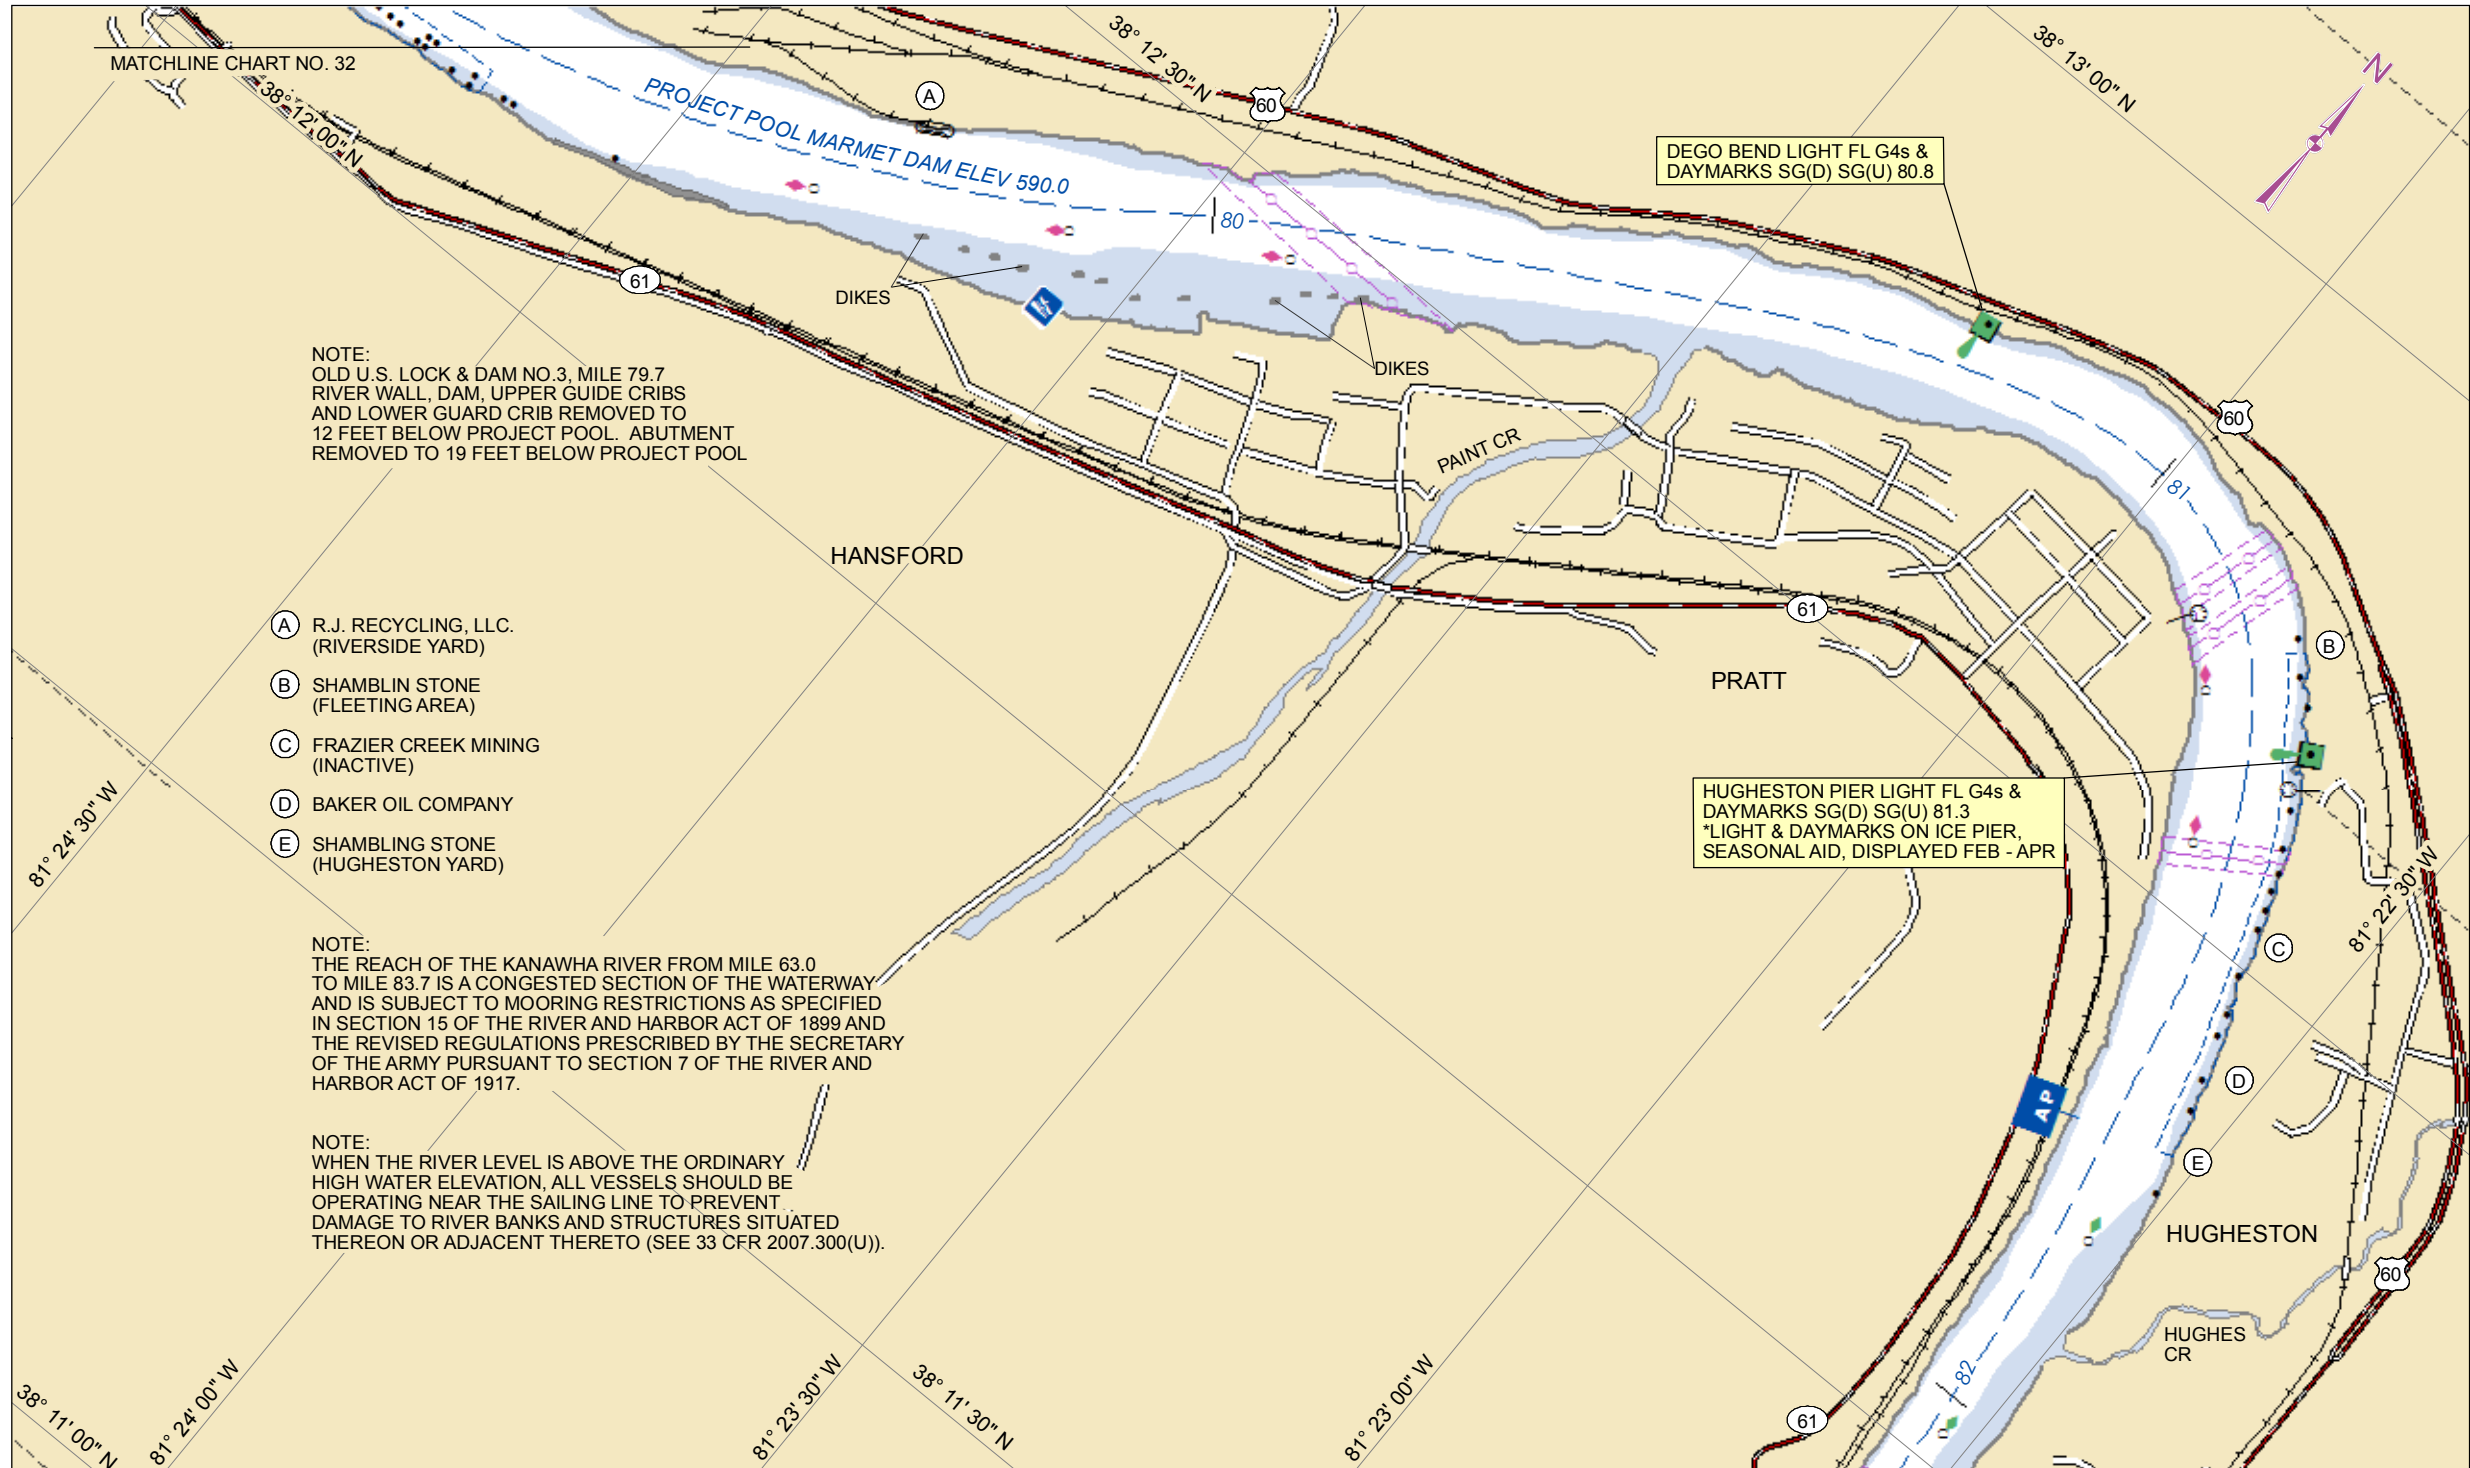 MATCHLINE CHART NO. 32
38° 12' 00" N
38° 12' 30" N
38° 13' 00" N
N
A
60
PROJECT POOL MARMET DAM ELEV 590.0
DEGO BEND LIGHT FL G4s &
DAYMARKS SG(D) SG(U) 80.8
80
61
DIKES
DIKES
60
81
NOTE:
OLD U.S. LOCK & DAM NO.3, MILE 79.7
RIVER WALL, DAM, UPPER GUIDE CRIBS
AND LOWER GUARD CRIB REMOVED TO
12 FEET BELOW PROJECT POOL. ABUTMENT
REMOVED TO 19 FEET BELOW PROJECT POOL
PAINT CR
HANSFORD
61
PRATT
B
A R.J. RECYCLING, LLC.
(RIVERSIDE YARD)
B SHAMBLIN STONE
(FLEETING AREA)
C FRAZIER CREEK MINING
(INACTIVE)
D BAKER OIL COMPANY
E SHAMBLING STONE
(HUGHESTON YARD)
HUGHESTON PIER LIGHT FL G4s &
DAYMARKS SG(D) SG(U) 81.3
*LIGHT & DAYMARKS ON ICE PIER,
SEASONAL AID, DISPLAYED FEB - APR
81° 24' 30" W
81° 22' 30" W
C
NOTE:
THE REACH OF THE KANAWHA RIVER FROM MILE 63.0
TO MILE 83.7 IS A CONGESTED SECTION OF THE WATERWAY
AND IS SUBJECT TO MOORING RESTRICTIONS AS SPECIFIED
IN SECTION 15 OF THE RIVER AND HARBOR ACT OF 1899 AND
THE REVISED REGULATIONS PRESCRIBED BY THE SECRETARY
OF THE ARMY PURSUANT TO SECTION 7 OF THE RIVER AND
HARBOR ACT OF 1917.
D
AP
E
NOTE:
WHEN THE RIVER LEVEL IS ABOVE THE ORDINARY
HIGH WATER ELEVATION, ALL VESSELS SHOULD BE
OPERATING NEAR THE SAILING LINE TO PREVENT
DAMAGE TO RIVER BANKS AND STRUCTURES SITUATED
THEREON OR ADJACENT THERETO (SEE 33 CFR 2007.300(U)).
HUGHESTON
60
HUGHES
CR
82
61
38° 11' 00" N
81° 24' 00" W
81° 23' 30" W
38° 11' 30" N
81° 23' 00" W